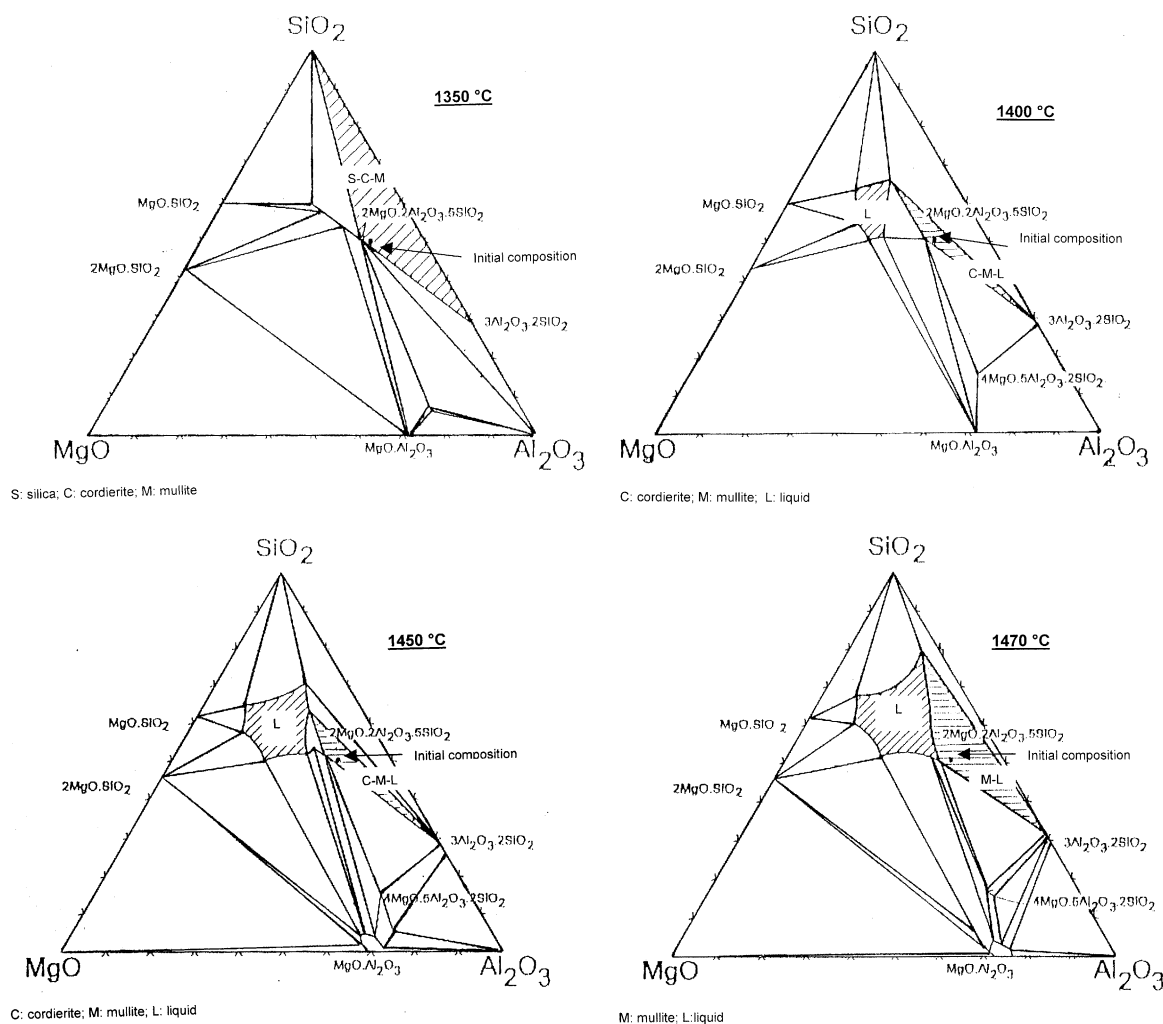 SiO2
1350 °C
S-C-M
MgO.SiO2
2MgO.2Al2O3.5SiO2
Initial composition
2MgO.SiO2
3Al2O3.2SiO2
MgO
MgO.Al2O3
Al2O3
S: silica; C: cordierite; M: mullite
SiO2
1400 °C
MgO.SiO2
L
2MgO.2Al2O3.5SiO2
Initial composition
2MgO.SiO2
C-M-L
3Al2O3.2SiO2
4MgO.5Al2O3.2SiO2
MgO
MgO.Al2O3
Al2O3
C: cordierite; M: mullite; L: liquid
SiO2
1450 °C
MgO.SiO2
L
2MgO.2Al2O3.5SiO2
Initial composition
C-M-L
2MgO.SiO2
3Al2O3.2SiO2
4MgO.5Al2O3.2SiO2
MgO
MgO.Al2O3
Al2O3
C: cordierite; M: mullite; L: liquid
SiO2
1470 °C
L
MgO.SiO2
2MgO.2Al2O3.5SiO2
Initial composition
M-L
2MgO.SiO2
3Al2O3.2SiO2
4MgO.5Al2O3.2SiO2
MgO
MgO.Al2O3
Al2O3
M: mullite; L:liquid